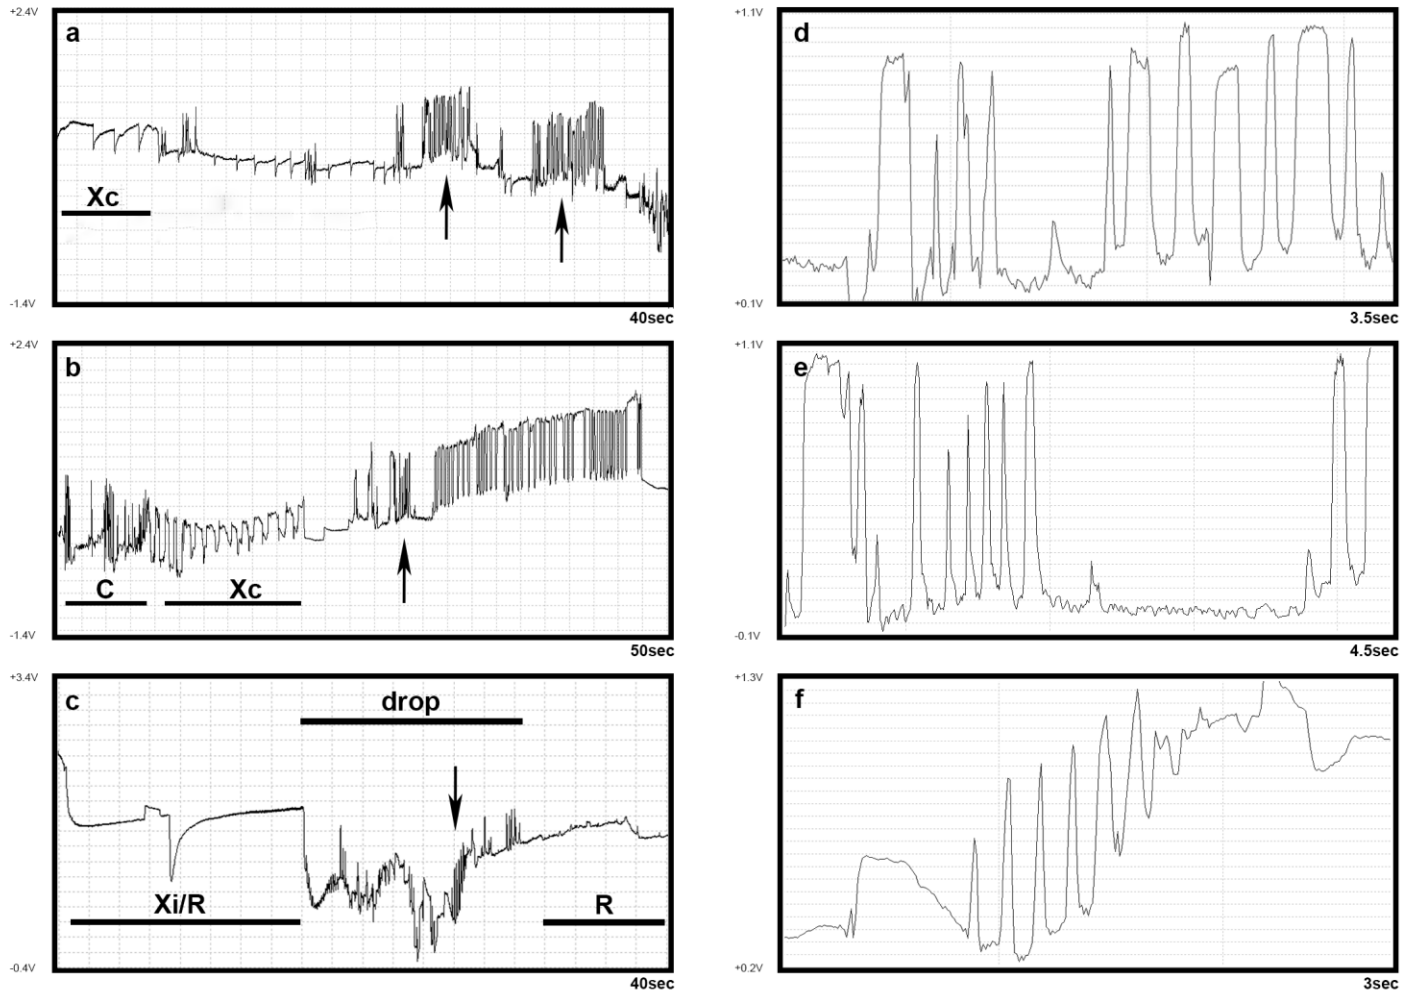 +2.4V
a
Xc
-1.4V
40sec
+2.4V
b
C
Xc
-1.4V
50sec
+3.4V
c
drop
Xi/R
R
-0.4V
40sec
+1.1V
d
+0.1V
3.5sec
+1.1V
e
-0.1V
4.5sec
+1.3V
f
+0.2V
3sec